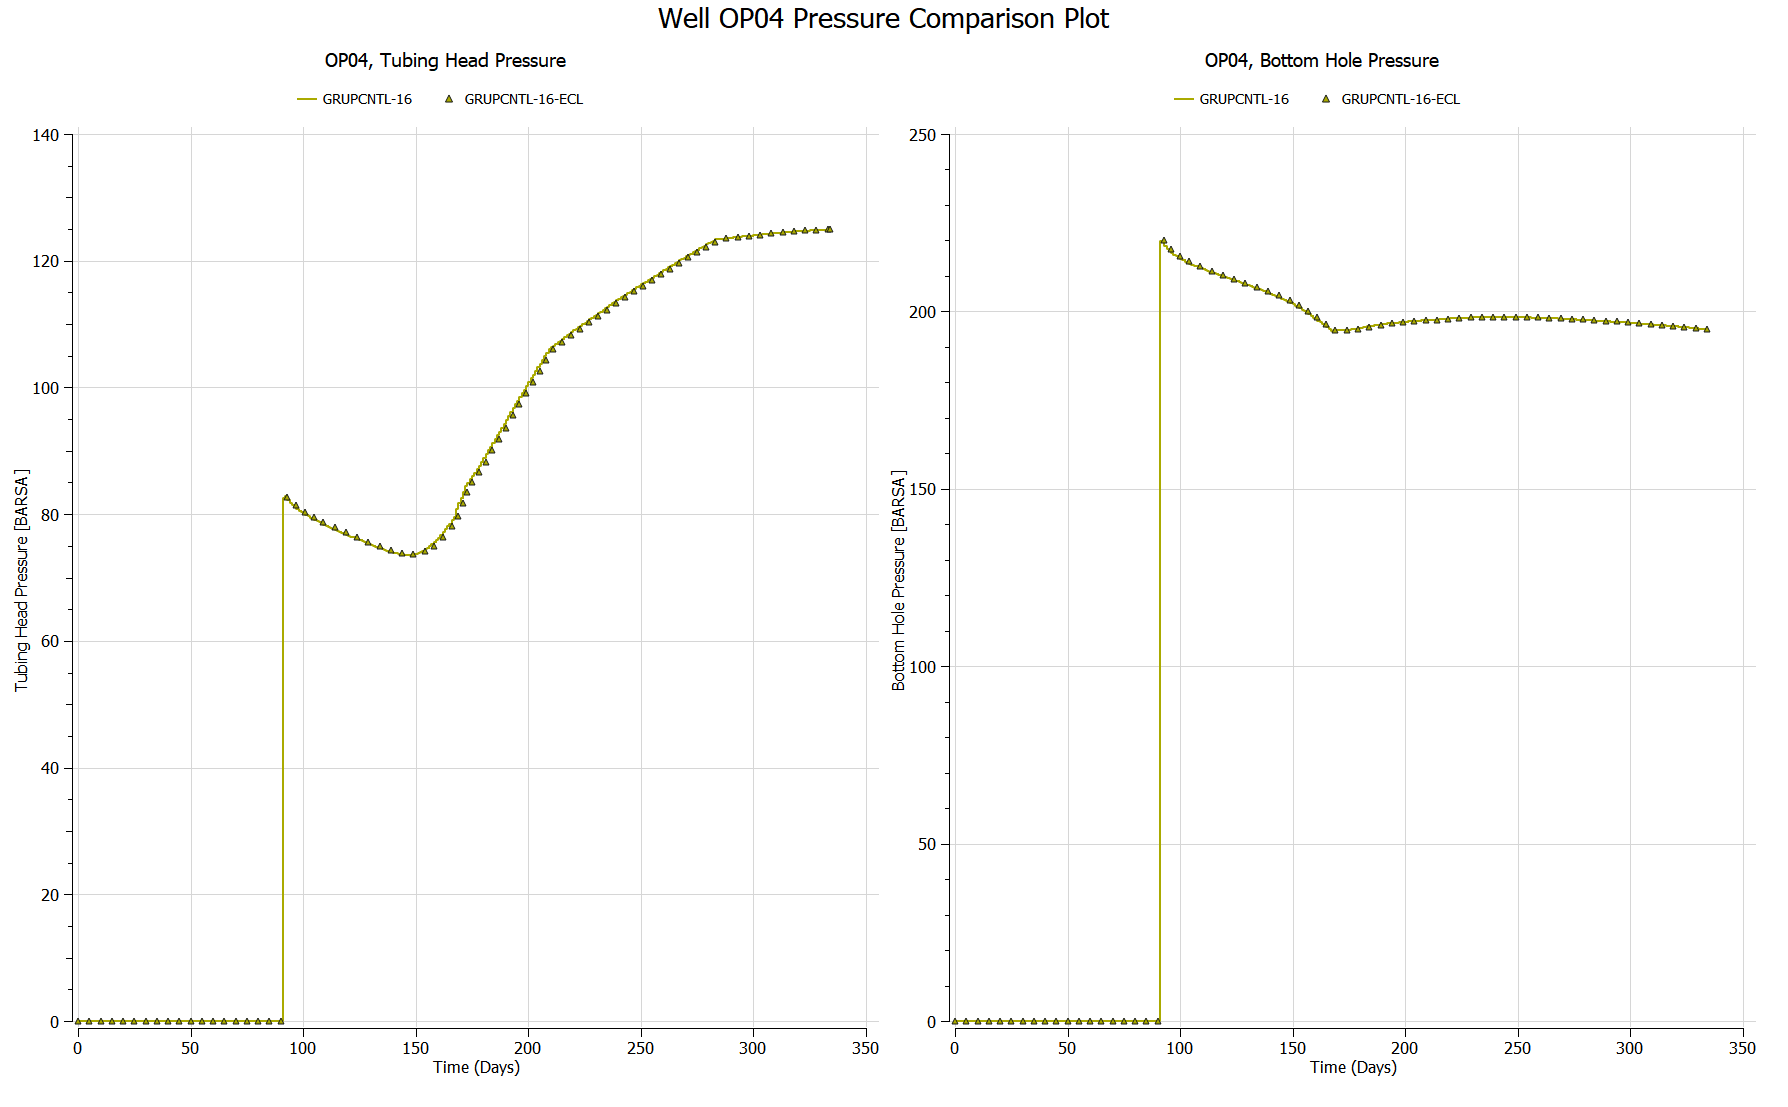 Well OP04 Pressure Comparison Plot
OP04, Tubing Head Pressure
GRUPCNTL-16 GRUPCNTL-16-ECL
Tubing Head Pressure [BARSA]
140
120
100
80
60
40
20
0
0 50 100 150 200 250 300 350
Time (Days)
OP04, Bottom Hole Pressure
GRUPCNTL-16 GRUPCNTL-16-ECL
Bottom Hole Pressure [BARSA]
250
200
150
100
50
0
0 50 100 150 200 250 300 350
Time (Days)